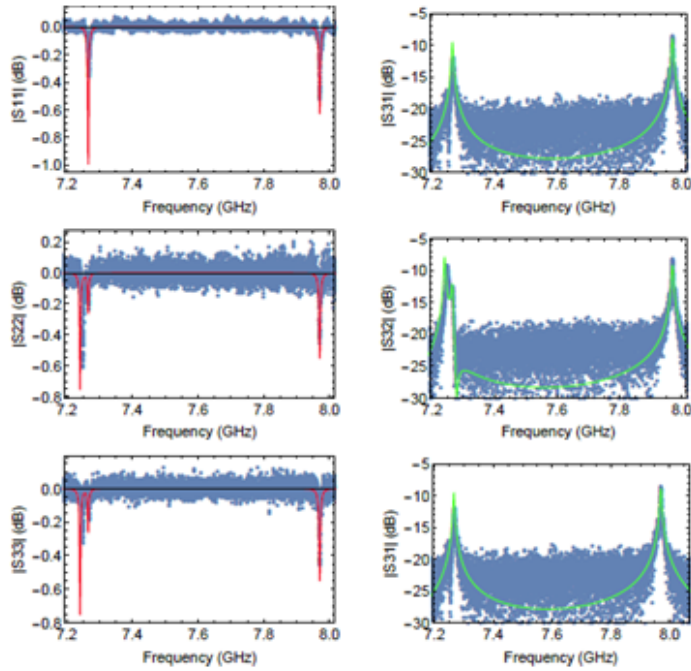 0.0
−0.2
−0.4
−0.6
−0.8
−1.0
|S11| (dB)
7.2 7.4 7.6 7.8 8.0
Frequency (GHz)
−5
−10
−15
−20
−25
−30
|S31| (dB)
7.2 7.4 7.6 7.8 8.0
Frequency (GHz)
0.2
0.0
−0.2
−0.4
−0.6
−0.8
|S22| (dB)
7.2 7.4 7.6 7.8 8.0
Frequency (GHz)
−5
−10
−15
−20
−25
−30
|S32| (dB)
7.2 7.4 7.6 7.8 8.0
Frequency (GHz)
0.0
−0.2
−0.4
−0.6
−0.8
|S33| (dB)
7.2 7.4 7.6 7.8 8.0
Frequency (GHz)
−5
−10
−15
−20
−25
−30
|S31| (dB)
7.2 7.4 7.6 7.8 8.0
Frequency (GHz)